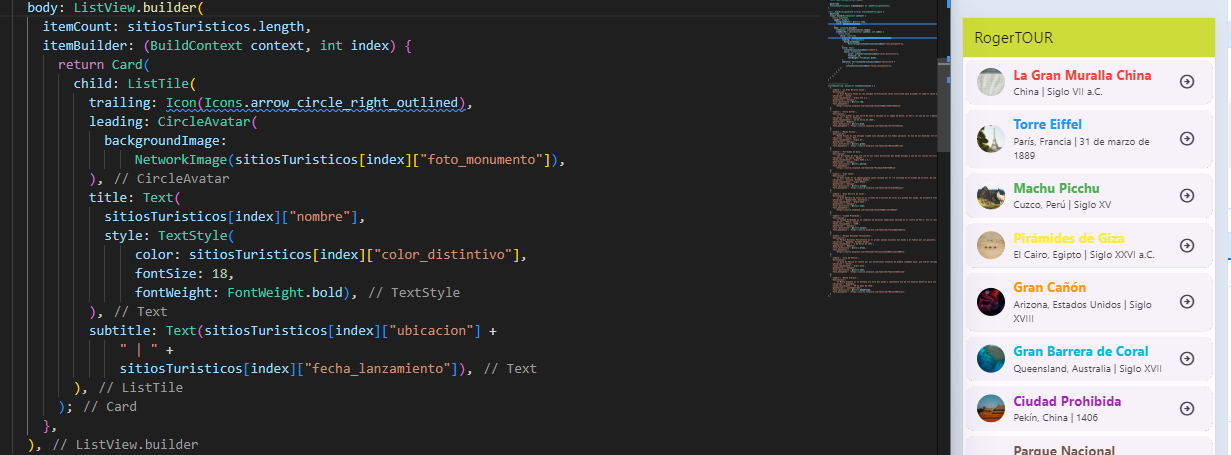 body: ListView.builder(
itemCount: sitiosTuristicos.length,
itemBuilder: (BuildContext context, int index) {
return Card(
child: ListTile(
trailing: Icon(Icons.arrow_circle_right_outlined),
leading: CircleAvatar(
backgroundImage:
NetworkImage(sitiosTuristicos[index]["foto_monumento"]),
), // CircleAvatar
title: Text(
sitiosTuristicos[index]["nombre"],
style: TextStyle(
color: sitiosTuristicos[index]["color_distintivo"],
fontSize: 18,
fontWeight: FontWeight.bold), // TextStyle
), // Text
subtitle: Text(sitiosTuristicos[index]["ubicacion"] +
" | " +
sitiosTuristicos[index]["fecha_lanzamiento"]), // Text
), // ListTile
); // Card
},
), // ListView.builder
RogerTOUR
La Gran Muralla China
China | Siglo VII a.C.
Torre Eiffel
París, Francia | 31 de marzo de
1889
Machu Picchu
Cuzco, Perú | Siglo XV
Pirámides de Giza
El Cairo, Egipto | Siglo XXVI a.C.
Gran Cañón
Arizona, Estados Unidos | Siglo
XVIII
Gran Barrera de Coral
Queensland, Australia | Siglo XVII
Ciudad Prohibida
Pekín, China | 1406
Parque Nacional